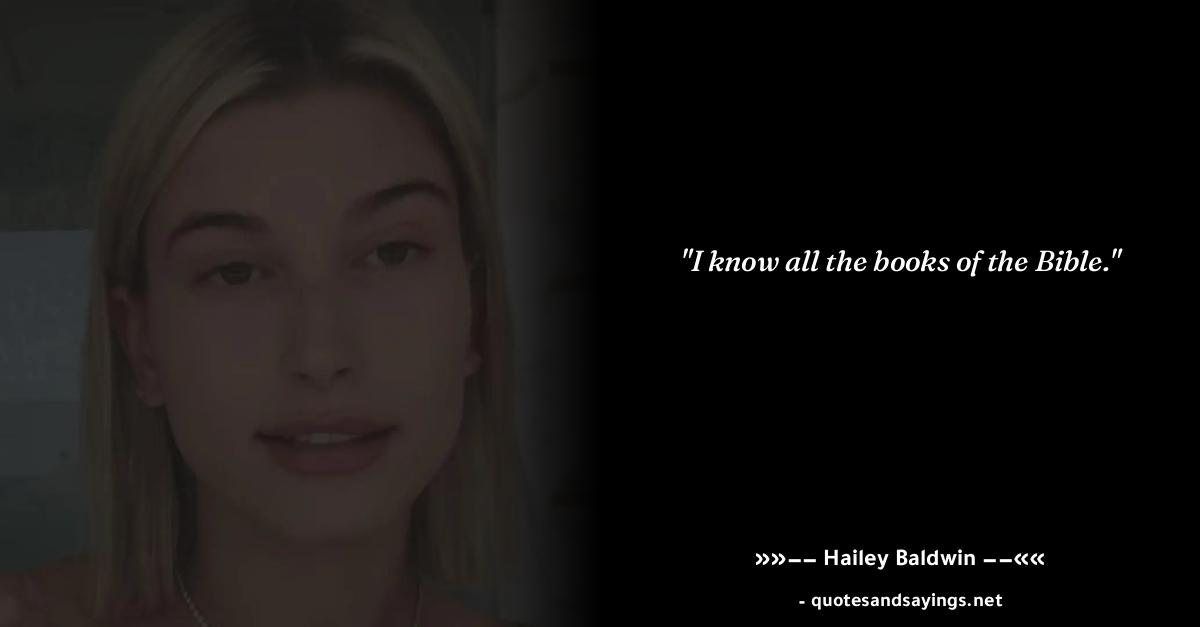 "I know all the books of the Bible."
»»–– Hailey Baldwin ––««
- quotesandsayings.net